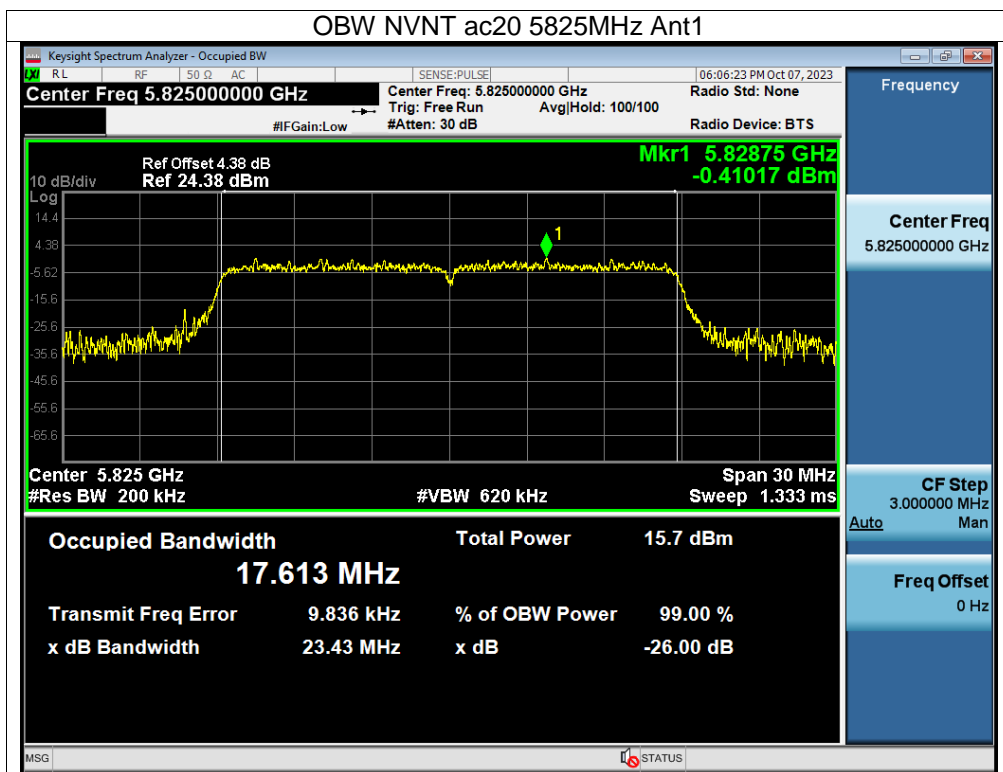 OBW NVNT ac20 5825MHz Ant1
Keysight Spectrum Analyzer - Occupied BW
LXI RL RF 50 Ω AC SENSE:PULSE 06:06:23 PM Oct 07, 2023
Center Freq 5.825000000 GHz
Center Freq: 5.825000000 GHz Radio Std: None
Trig: Free Run Avg|Hold: 100/100
#IFGain:Low #Atten: 30 dB Radio Device: BTS
Mkr1 5.82875 GHz
-0.41017 dBm
Ref Offset 4.38 dB
10 dB/div Ref 24.38 dBm
Log
14.4
4.38
-5.62
-15.6
-25.6
-35.6
-45.6
-55.6
-65.6
1
Center 5.825 GHz Span 30 MHz
#Res BW 200 kHz #VBW 620 kHz Sweep 1.333 ms
Occupied Bandwidth Total Power 15.7 dBm
17.613 MHz
Transmit Freq Error 9.836 kHz % of OBW Power 99.00 %
x dB Bandwidth 23.43 MHz x dB -26.00 dB
Frequency
Center Freq
5.825000000 GHz
CF Step
3.000000 MHz
Auto Man
Freq Offset
0 Hz
MSG STATUS